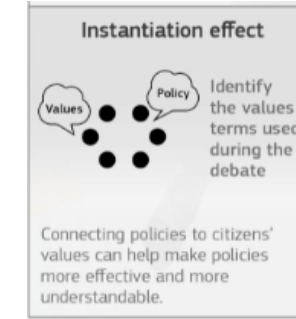 Instantiation effect
Values
Policy
Identify
the values
terms used
during the
debate
Connecting policies to citizens'
values can help make policies
more effective and more
understandable.